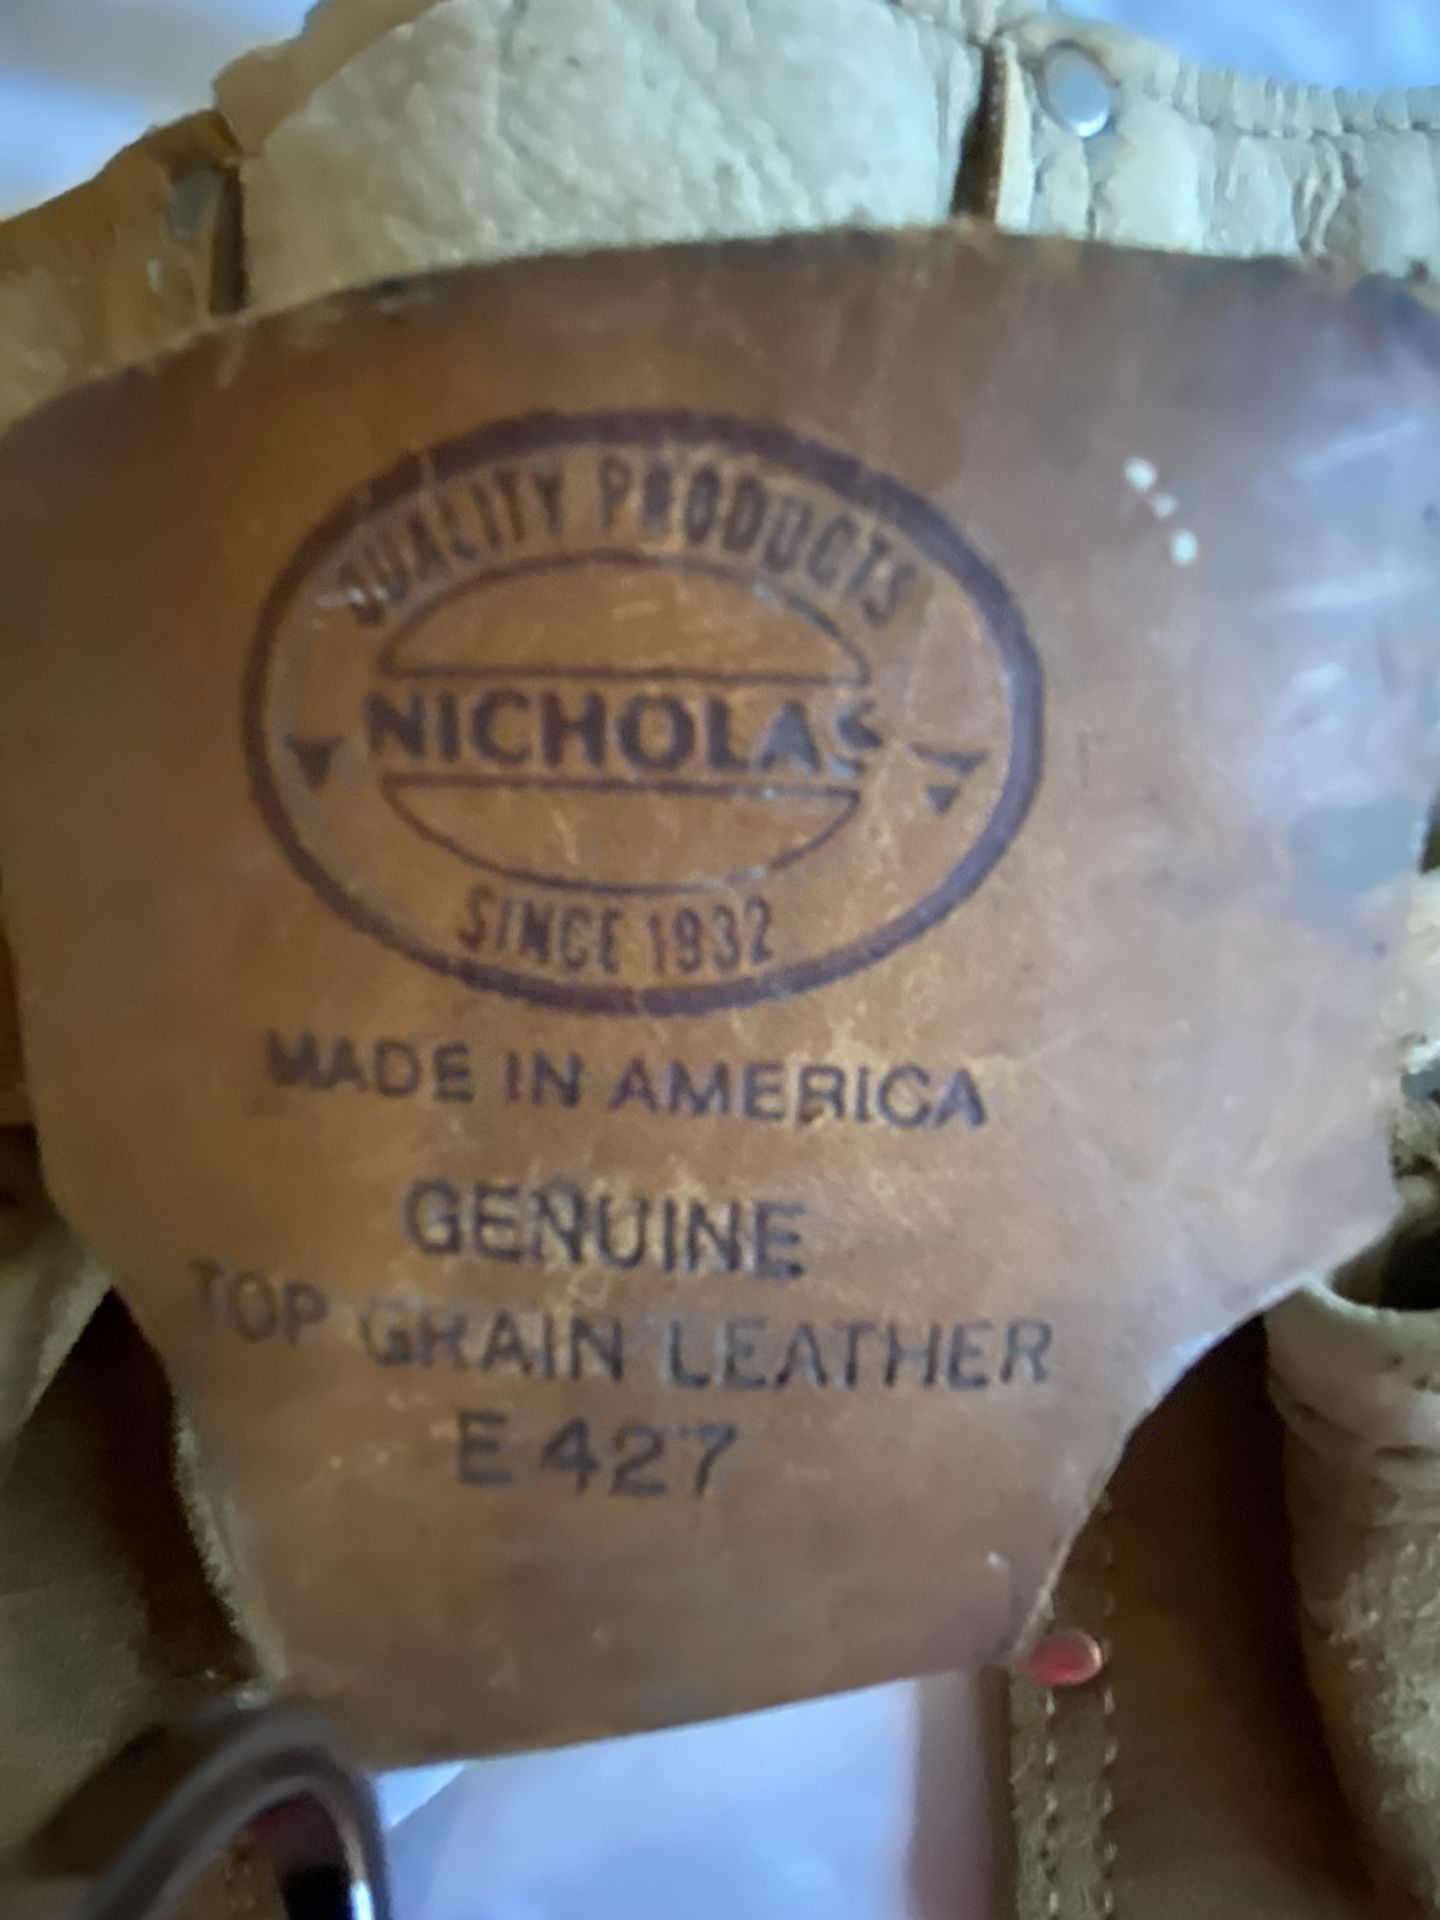 QUALITY PRODUCTS
NICHOLAS
SINCE 1932
MADE IN AMERICA
GENUINE
TOP GRAIN LEATHER
E 427